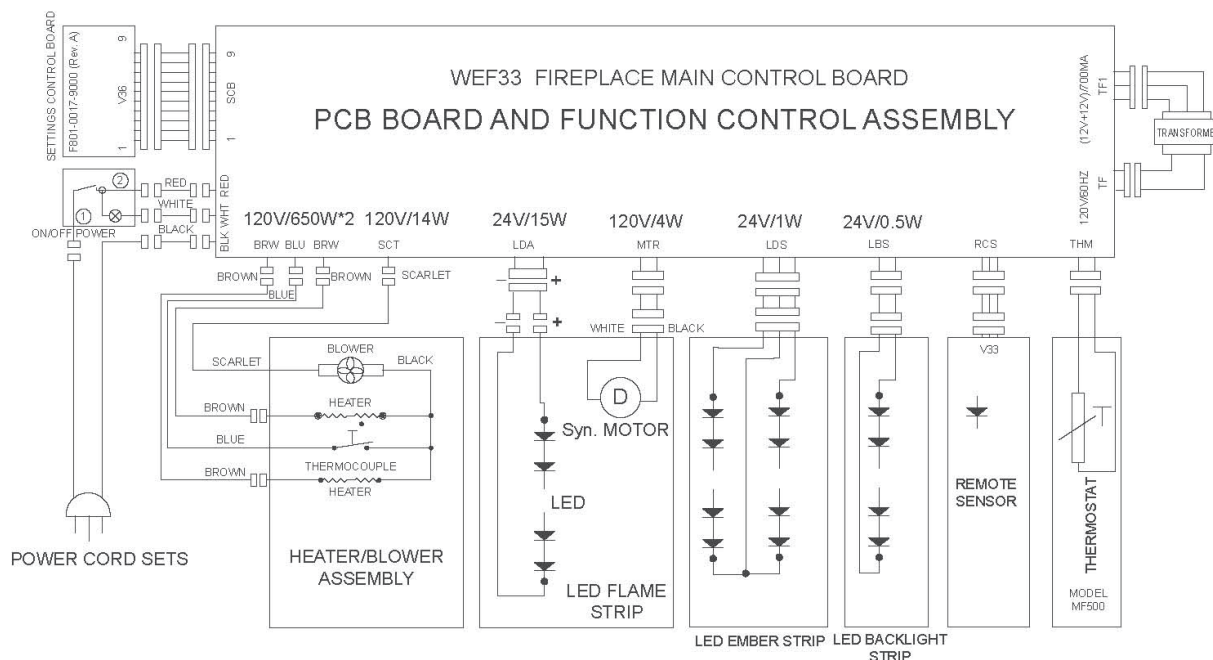 SETTINGS CONTROL BOARD
F801-0017-9000 (Rev. A)
9
V36
1
9
SCB
1
WEF33 FIREPLACE MAIN CONTROL BOARD
PCB BOARD AND FUNCTION CONTROL ASSEMBLY
(12V+12V)/700MA
TF1
TRANSFORME
120V/60HZ
TF
2
1
ON/OFF POWER
RED
WHITE
BLACK
RED
WHT
BLK
120V/650W*2
120V/14W
24V/15W
120V/4W
24V/1W
24V/0.5W
BRW BLU BRW
SCT
LDA
MTR
LDS
LBS
RCS
THM
BROWN
BLUE
BROWN
SCARLET
− +
− +
WHITE
BLACK
V33
BLOWER
SCARLET
BLACK
HEATER
BROWN
BLUE
THERMOCOUPLE
BROWN
HEATER
HEATER/BLOWER
ASSEMBLY
D
Syn. MOTOR
LED
LED FLAME
STRIP
LED EMBER STRIP
LED BACKLIGHT
STRIP
REMOTE
SENSOR
THERMOSTAT
MODEL
MF500
POWER CORD SETS